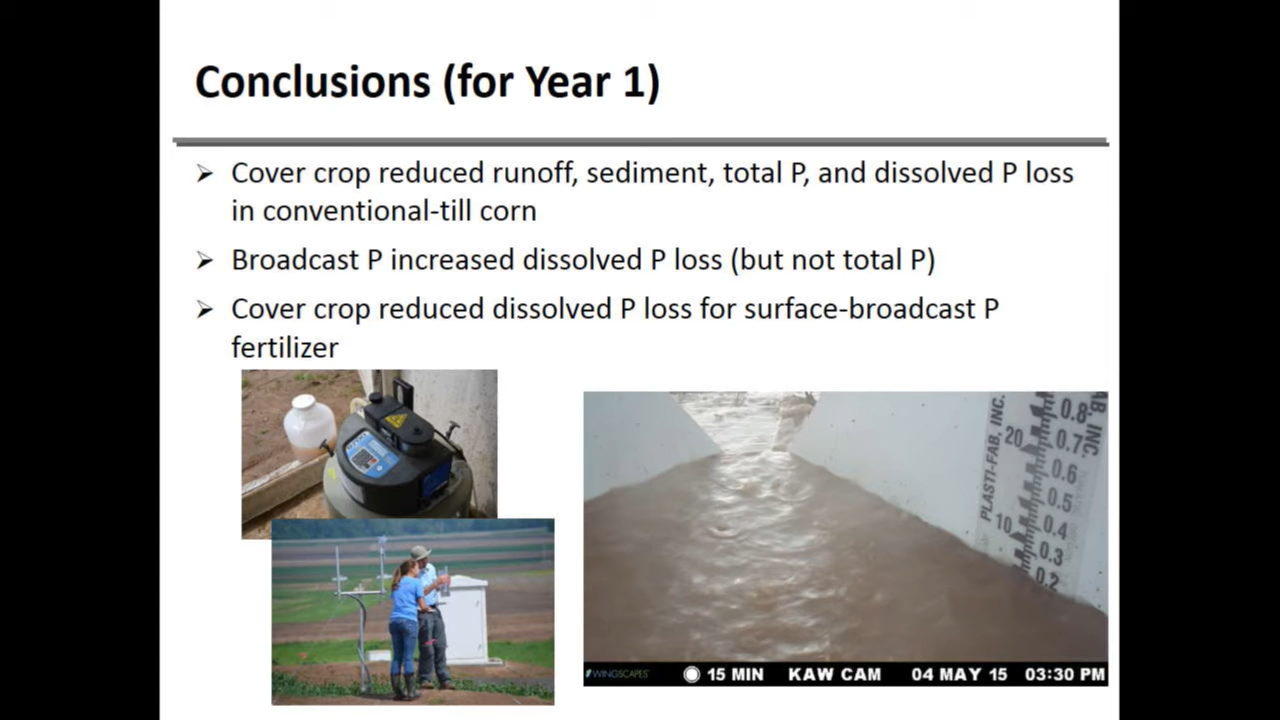 Conclusions (for Year 1)
Cover crop reduced runoff, sediment, total P, and dissolved P loss
in conventional-till corn
Broadcast P increased dissolved P loss (but not total P)
Cover crop reduced dissolved P loss for surface-broadcast P
fertilizer
PLASTI-FAB, INC.
AB, INC.
20
10
0.8
0.7
0.6
0.5
0.4
0.3
0.2
WINGSCAPES
15 MIN KAW CAM 04 MAY 15 03:30 PM